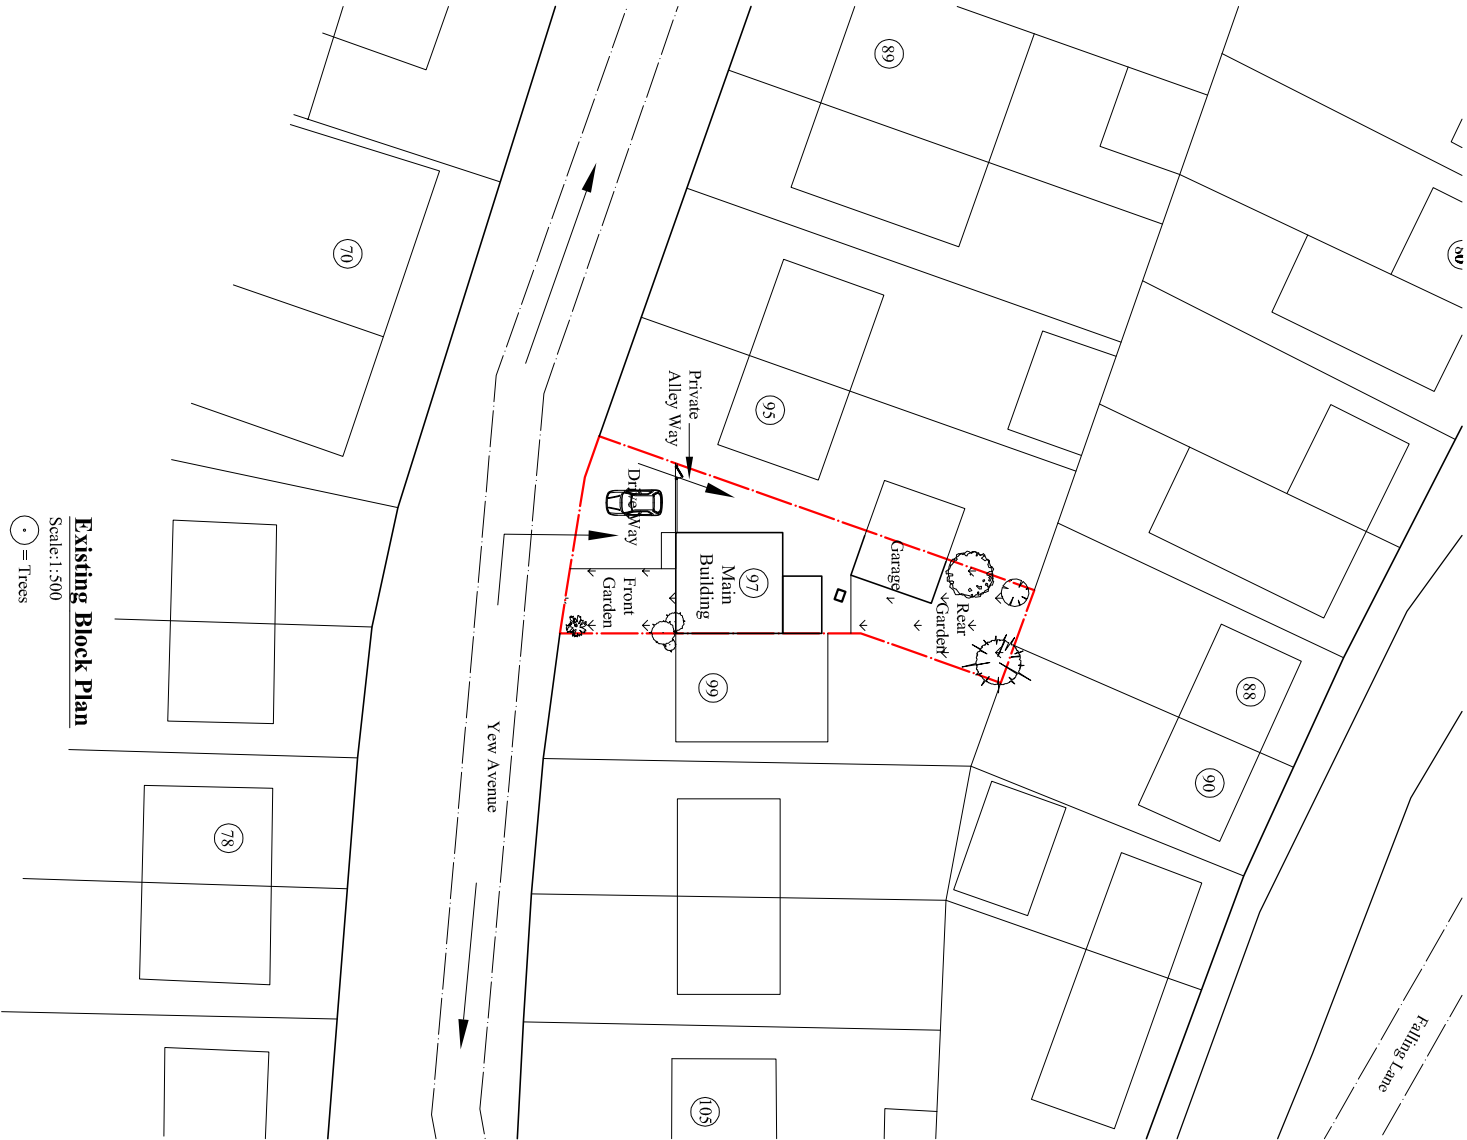 89
80
70
95
Private
Alley Way
Drive Way
Garage
Rear
Garden
97
Main
Building
Front
Garden
99
88
90
Yew Avenue
78
105
Falling Lane
Existing Block Plan
Scale:1:500
= Trees